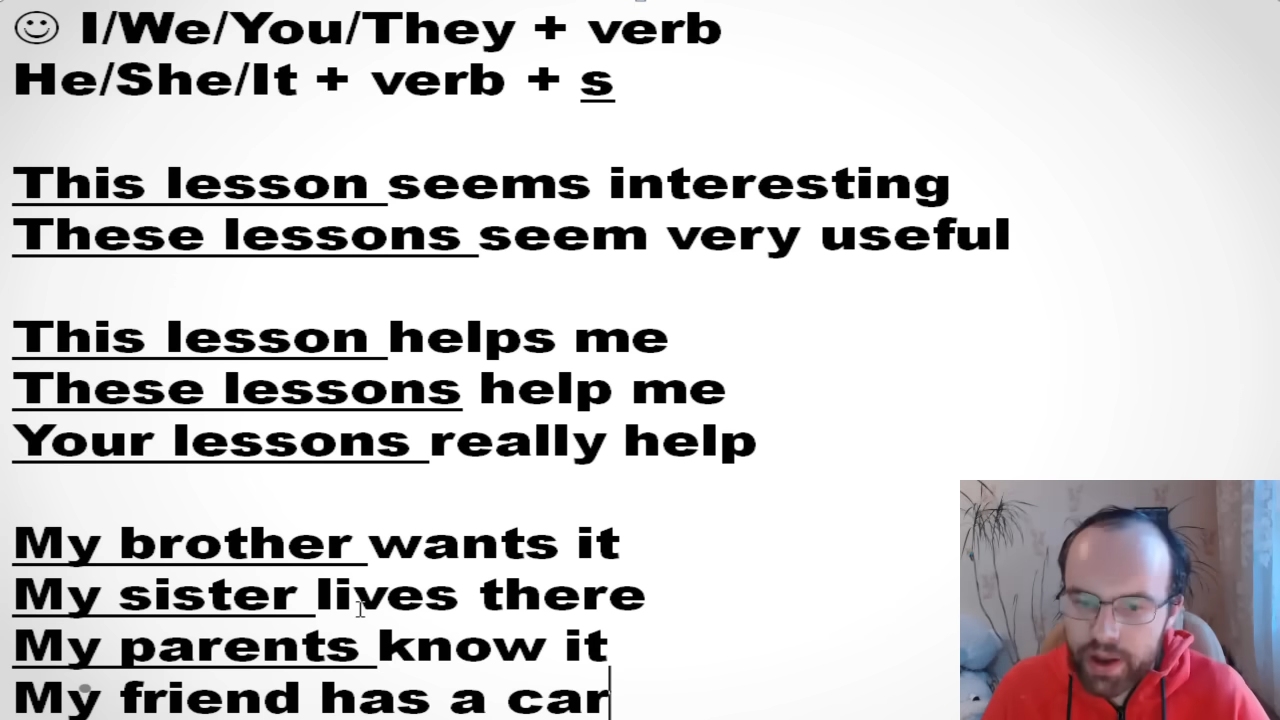 ☺ I/We/You/They + verb
He/She/It + verb + s
This lesson seems interesting
These lessons seem very useful
This lesson helps me
These lessons help me
Your lessons really help
My brother wants it
My sister lives there
My parents know it
My friend has a car